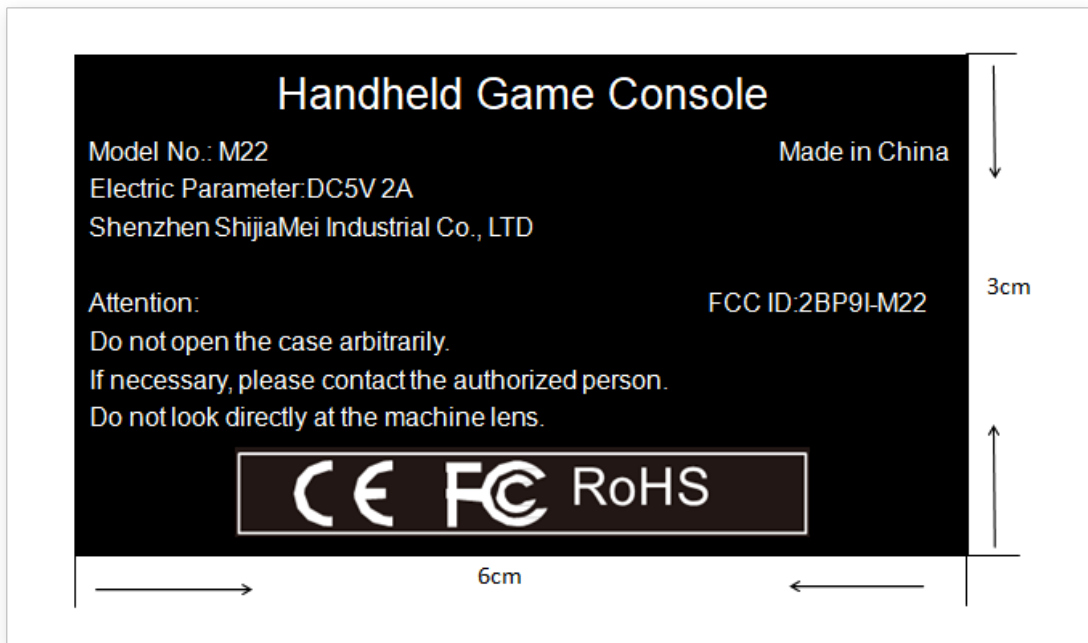 Handheld Game Console
Model No.: M22
Made in China
Electric Parameter:DC5V 2A
Shenzhen ShijiaMei Industrial Co., LTD
Attention:
FCC ID:2BP9I-M22
Do not open the case arbitrarily.
If necessary, please contact the authorized person.
Do not look directly at the machine lens.
CE FCC RoHS
3cm
6cm